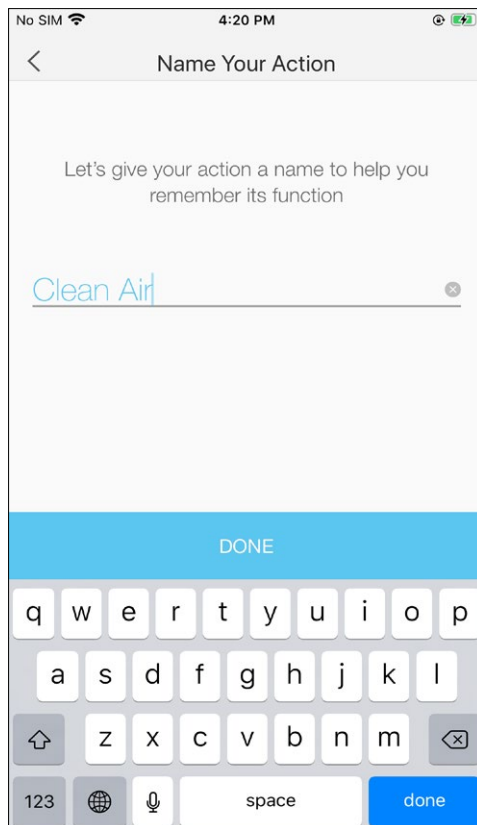 No SIM 4:20 PM
Name Your Action
Let's give your action a name to help you
remember its function
Clean Air
DONE
q w e r t y u i o p
a s d f g h j k l
z x c v b n m
123 space done